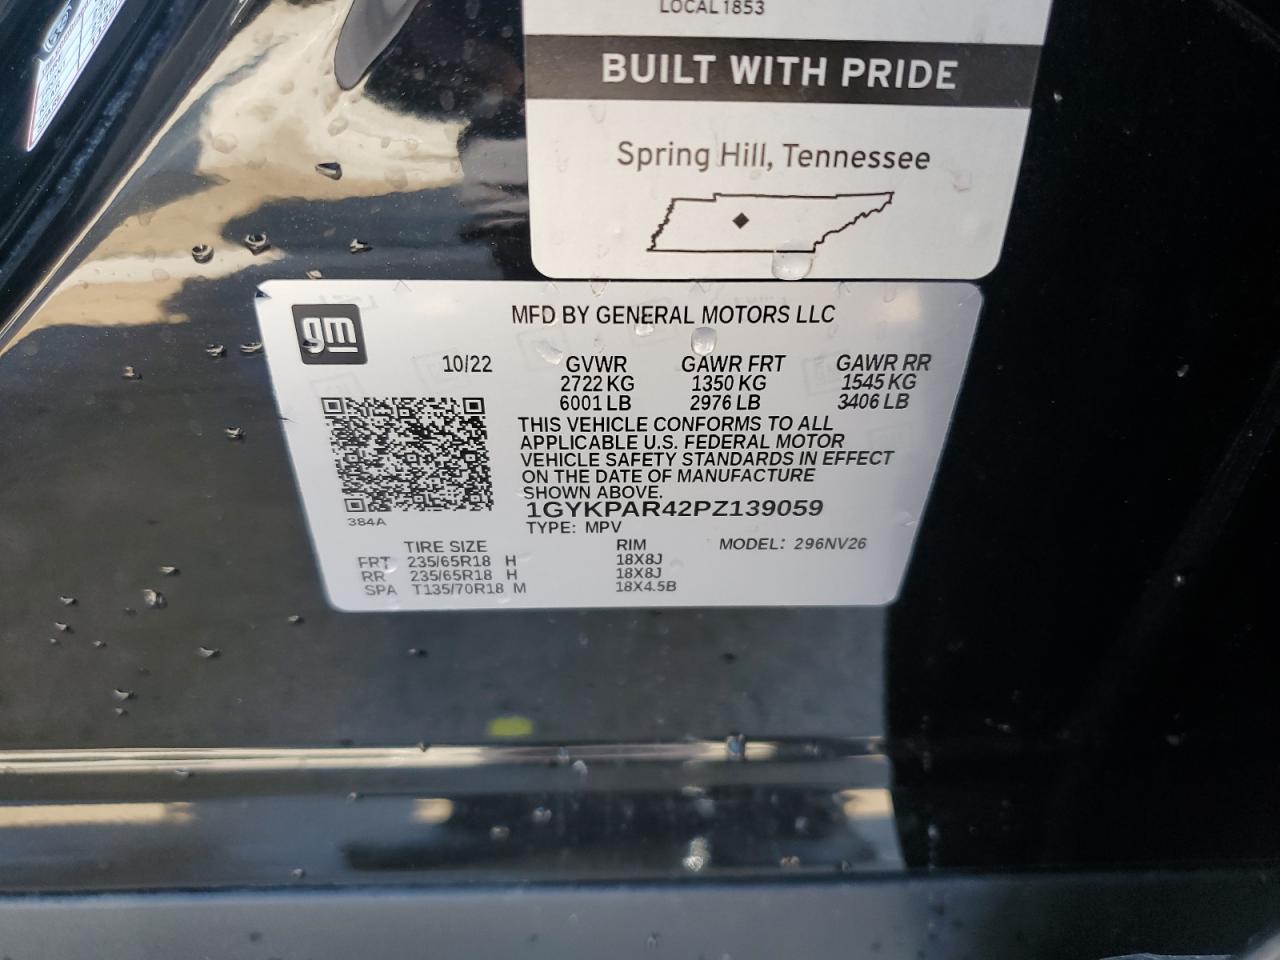 LOCAL 1853
BUILT WITH PRIDE
Spring Hill, Tennessee
gm
MFD BY GENERAL MOTORS LLC
10/22 GVWR GAWR FRT GAWR RR
2722 KG 1350 KG 1545 KG
6001 LB 2976 LB 3406 LB
THIS VEHICLE CONFORMS TO ALL
APPLICABLE U.S. FEDERAL MOTOR
VEHICLE SAFETY STANDARDS IN EFFECT
ON THE DATE OF MANUFACTURE
SHOWN ABOVE.
1GYKPAR42PZ139059
TYPE: MPV
384A
TIRE SIZE RIM MODEL: 296NV26
FRT 235/65R18 H 18X8J
RR 235/65R18 H 18X8J
SPA T135/70R18 M 18X4.5B